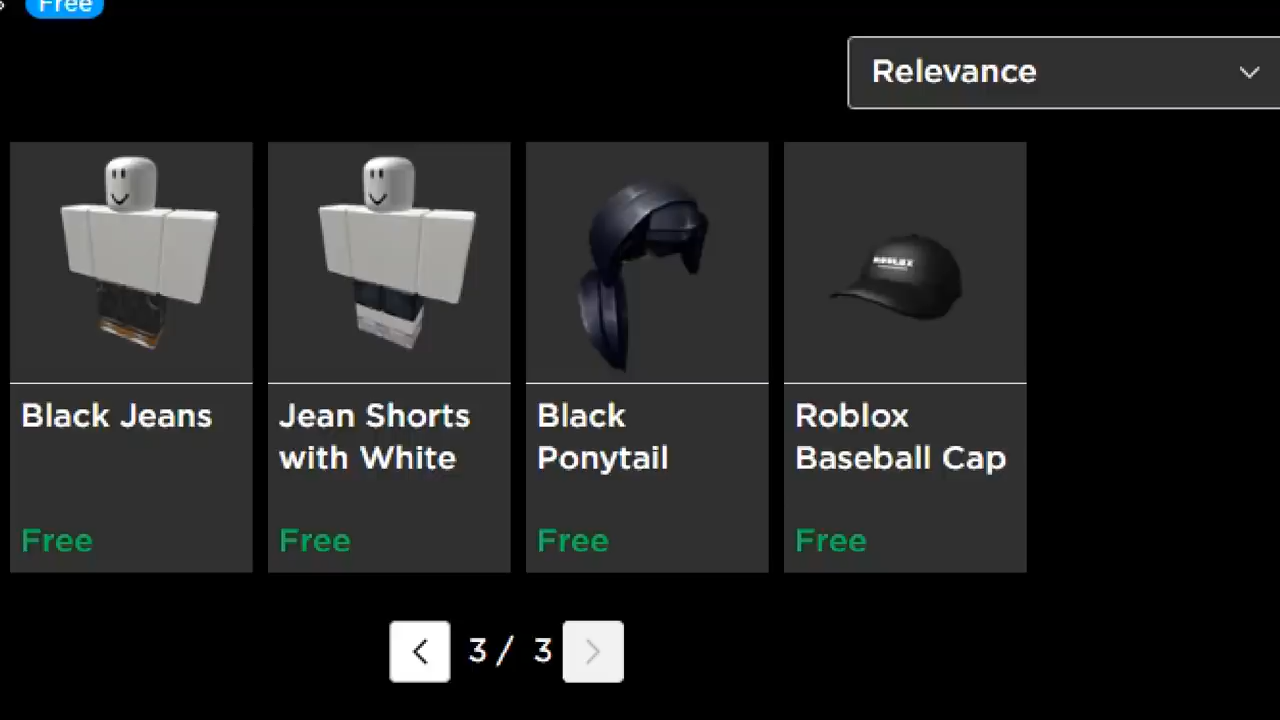 Free
Relevance
Black Jeans
Free
Jean Shorts
with White
Free
Black
Ponytail
Free
ROBLOX
Roblox
Baseball Cap
Free
3 / 3